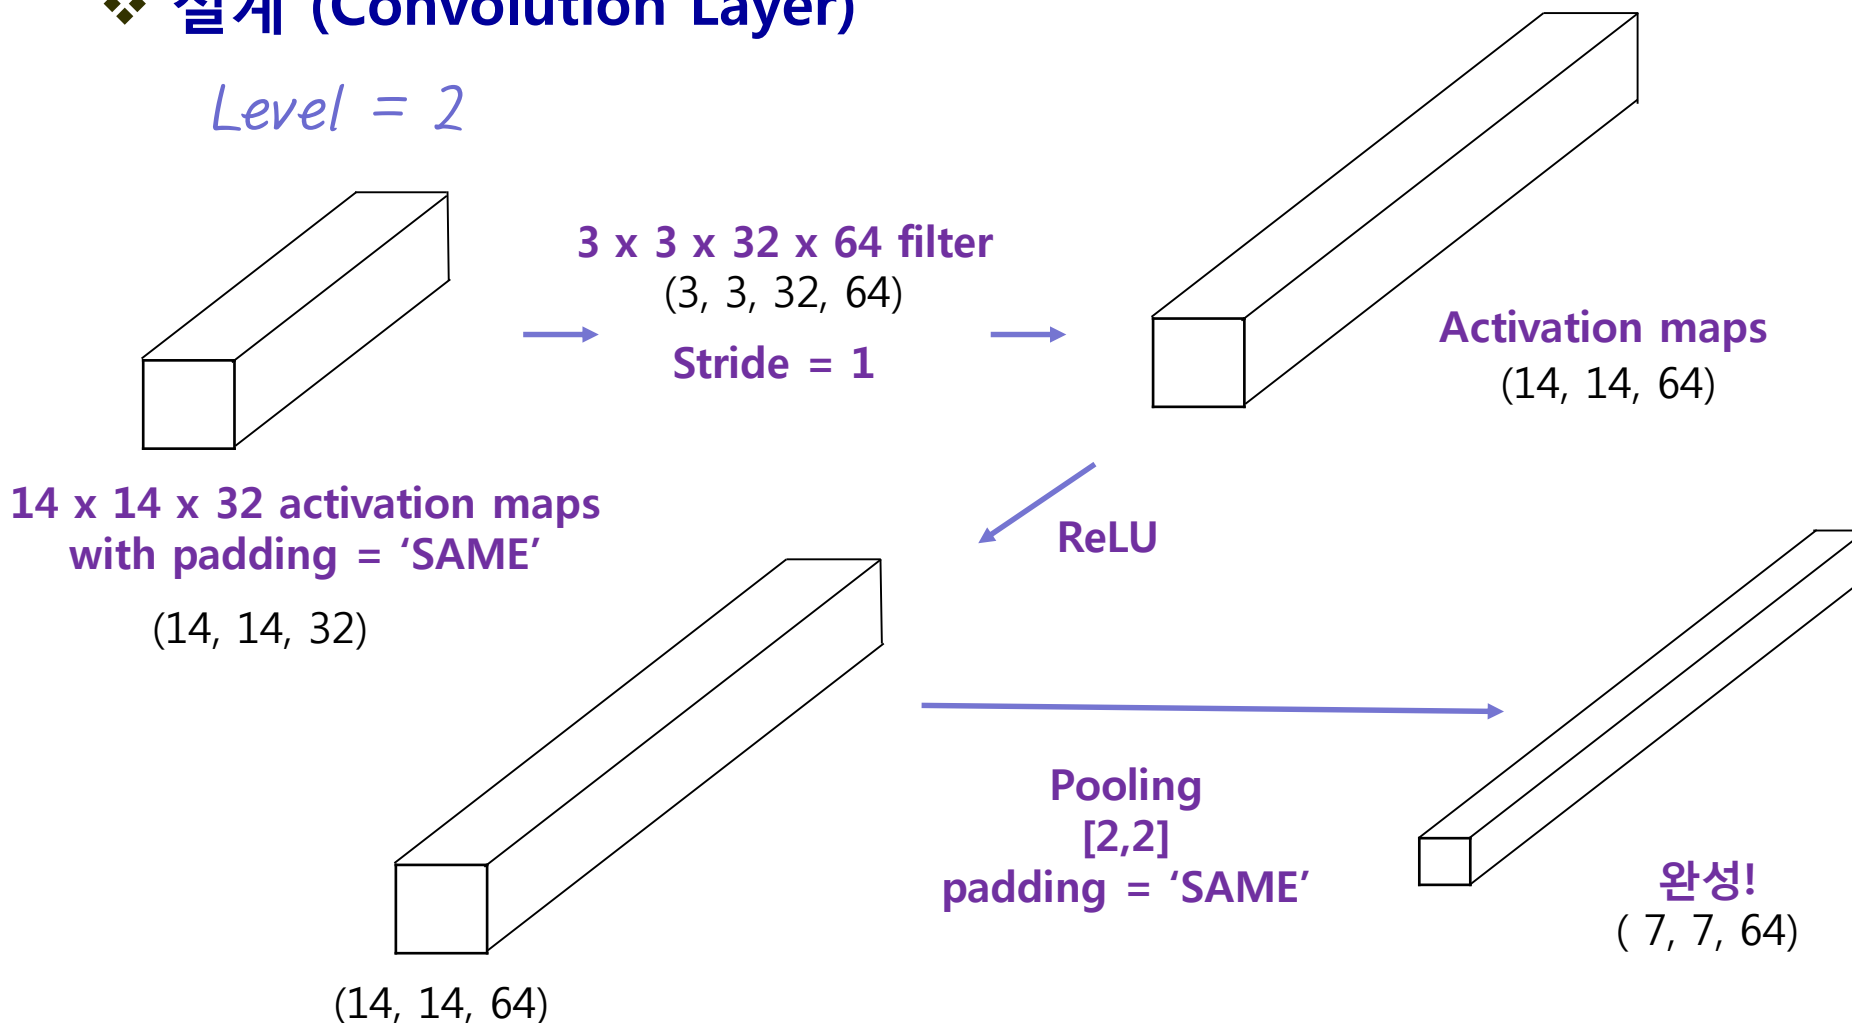 ❖ 설계 (Convolution Layer)
Level = 2
3 x 3 x 32 x 64 filter
(3, 3, 32, 64)
Stride = 1
Activation maps
(14, 14, 64)
14 x 14 x 32 activation maps
with padding = ‘SAME’
(14, 14, 32)
ReLU
(14, 14, 64)
Pooling
[2,2]
padding = ‘SAME’
완성!
( 7, 7, 64)